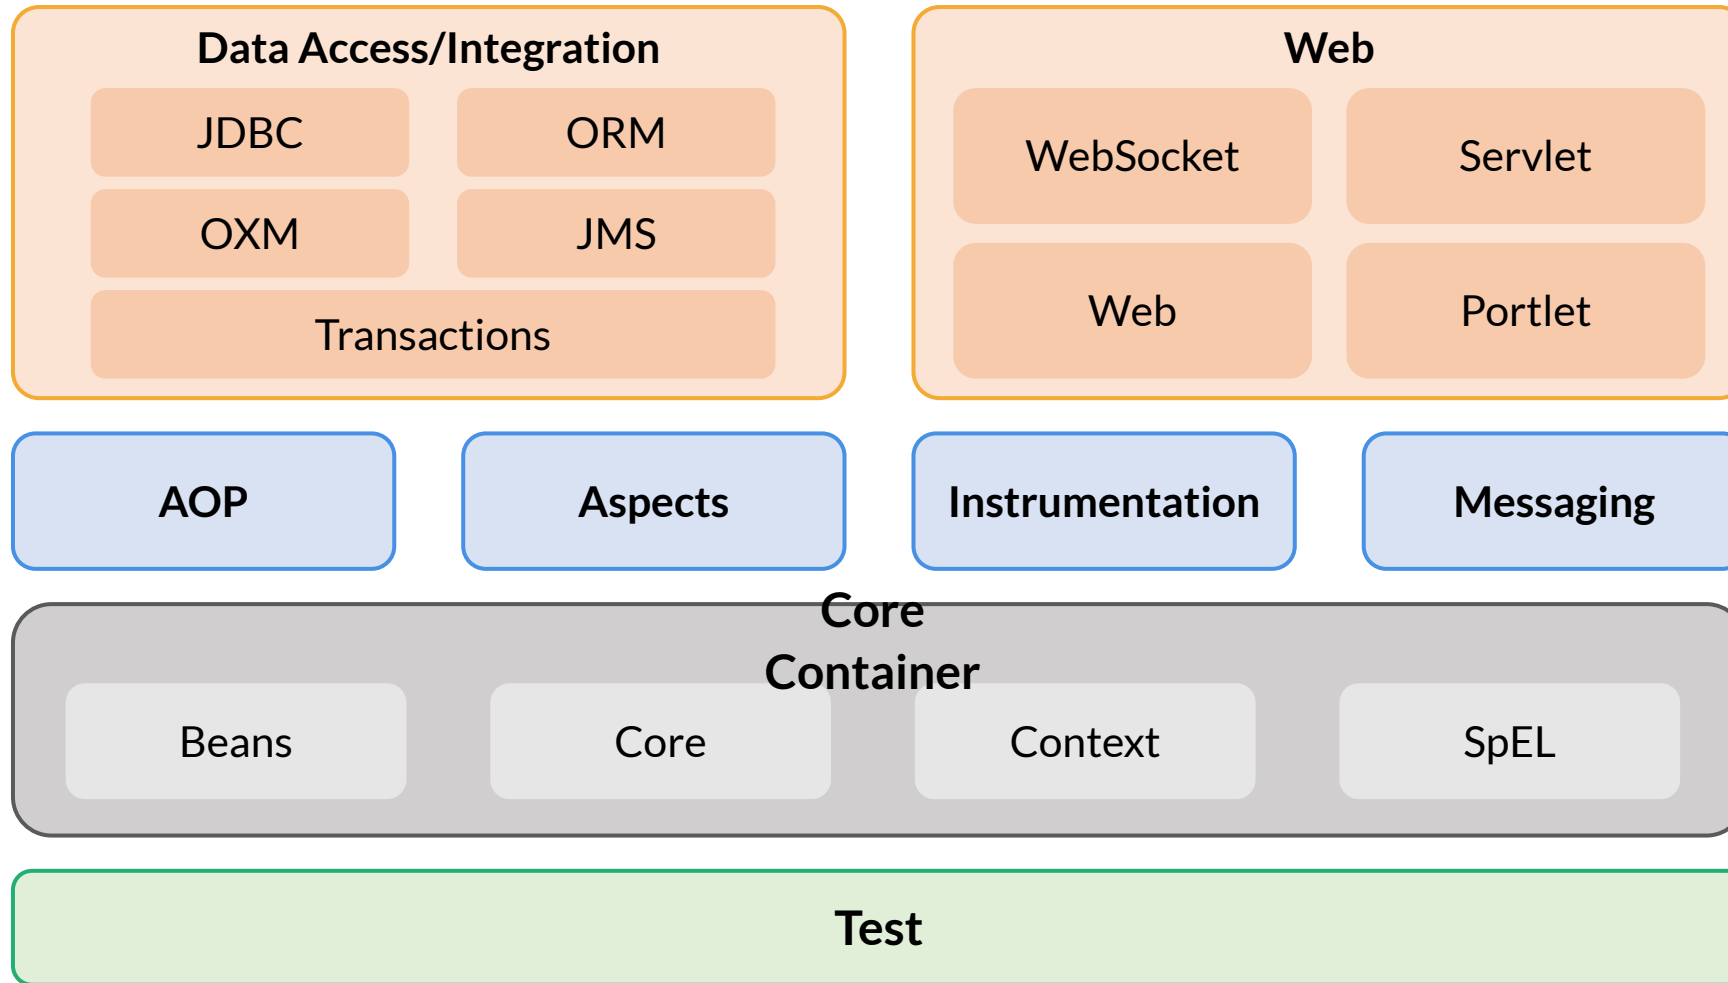 Data Access/Integration
JDBC
ORM
OXM
JMS
Transactions
Web
WebSocket
Servlet
Web
Portlet
AOP
Aspects
Instrumentation
Messaging
Core
Container
Beans
Core
Context
SpEL
Test